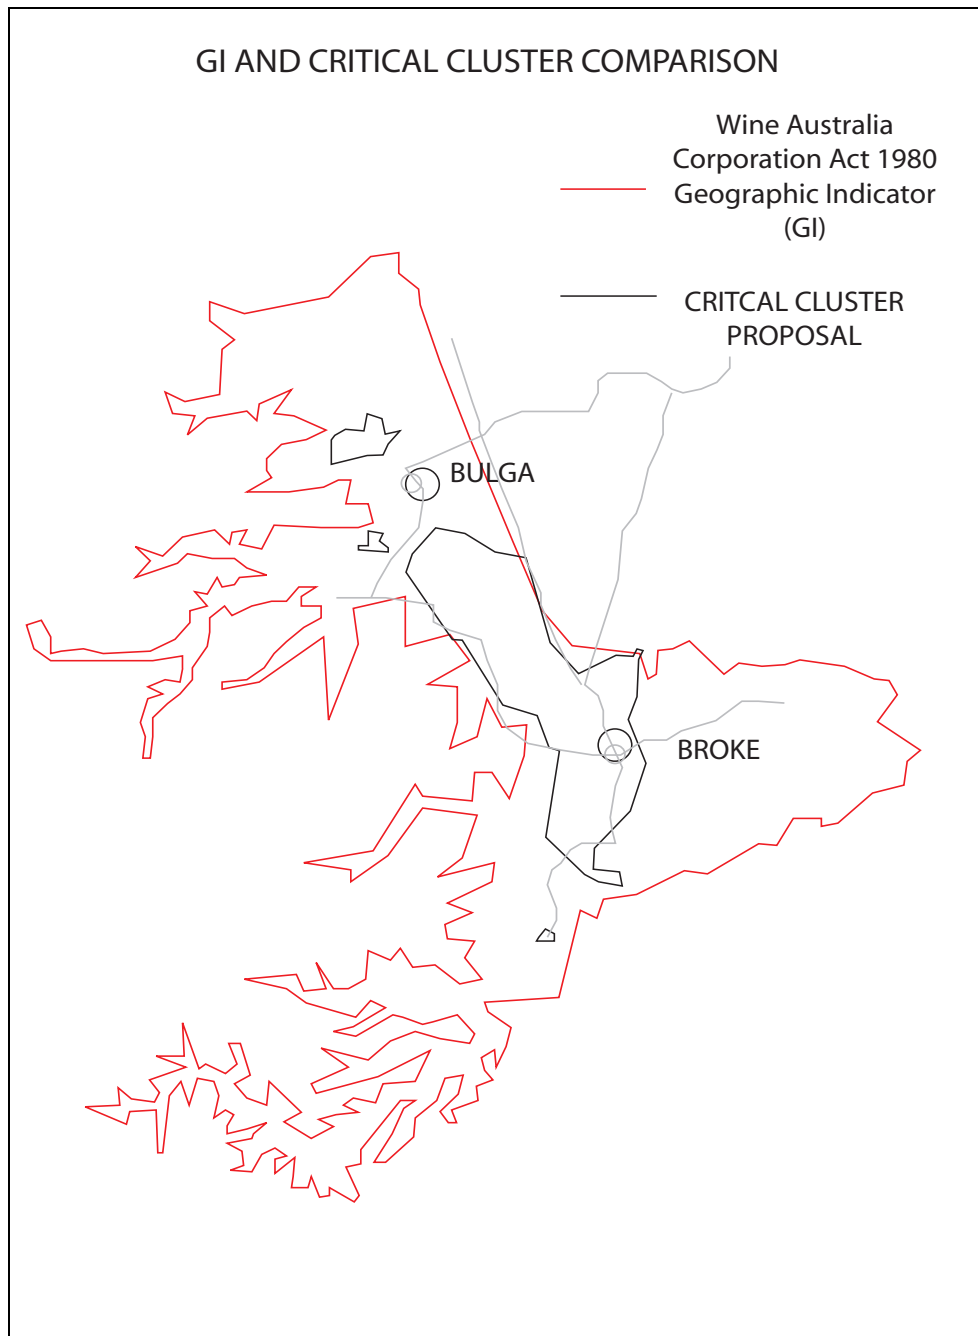 GI AND CRITICAL CLUSTER COMPARISON
Wine Australia
Corporation Act 1980
Geographic Indicator
(GI)
CRITCAL CLUSTER
PROPOSAL
BULGA
BROKE